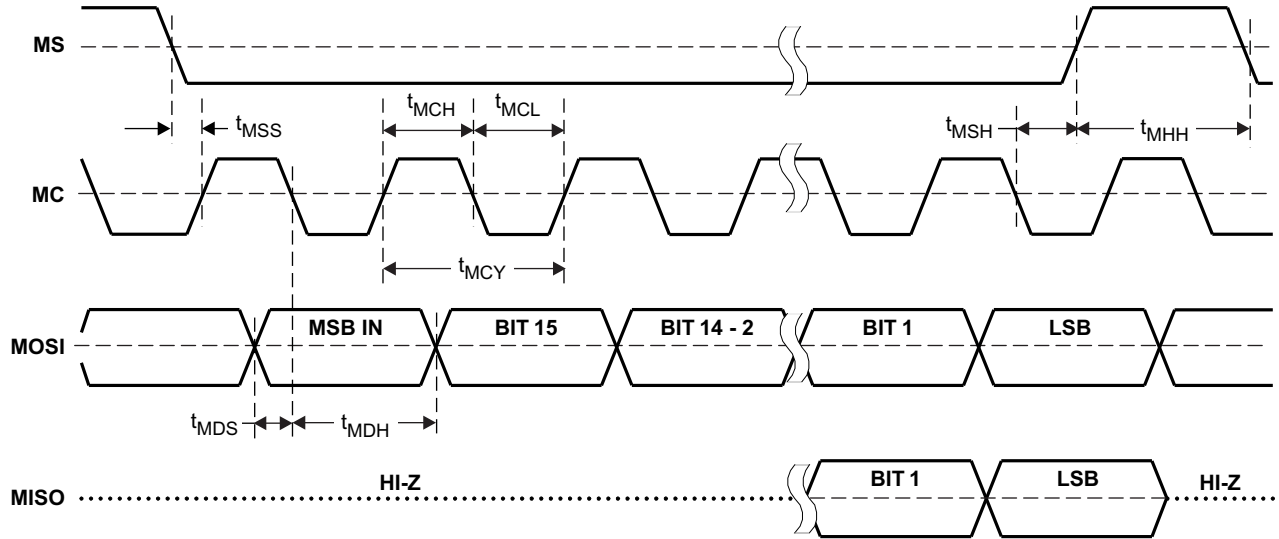 MS
tMSS
tMCH
tMCL
tMSH
tMHH
MC
tMCY
MOSI
MSB IN
BIT 15
BIT 14 - 2
BIT 1
LSB
tMDS
tMDH
MISO
HI-Z
BIT 1
LSB
HI-Z